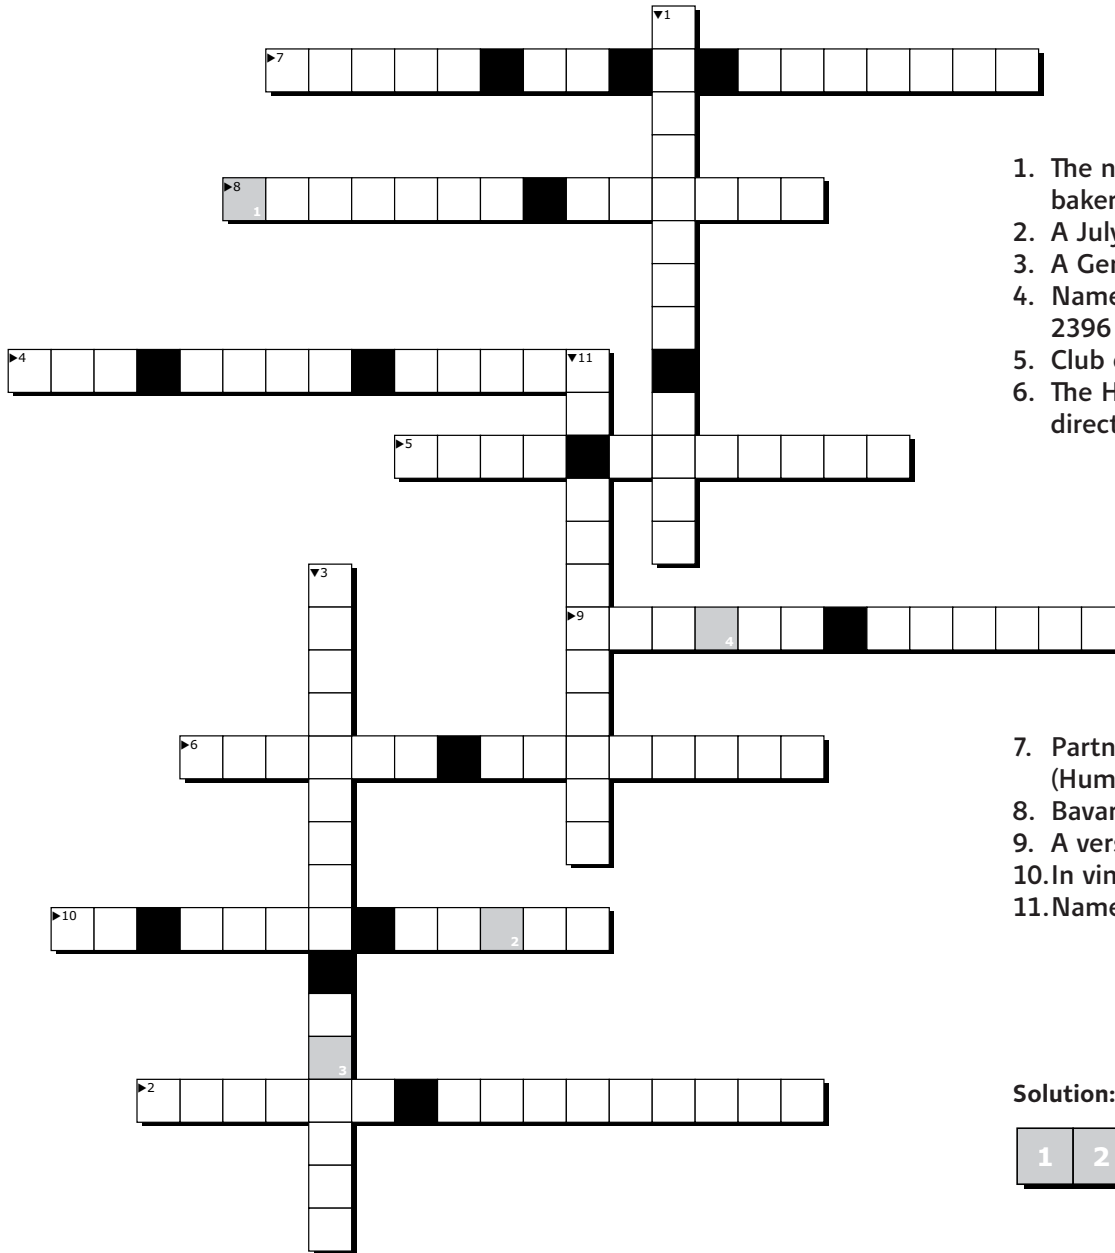 ▼1
▶7
▶8
1
1. The n
baker
2. A July
3. A Ger
4. Name
2396
5. Club
6. The H
direct
▶4
▼11
▶5
▼3
▶9
4
▶6
7. Partn
(Hum
8. Bavar
9. A vers
10.In vin
11.Name
▶10
2
3
▶2
Solution:
1 2